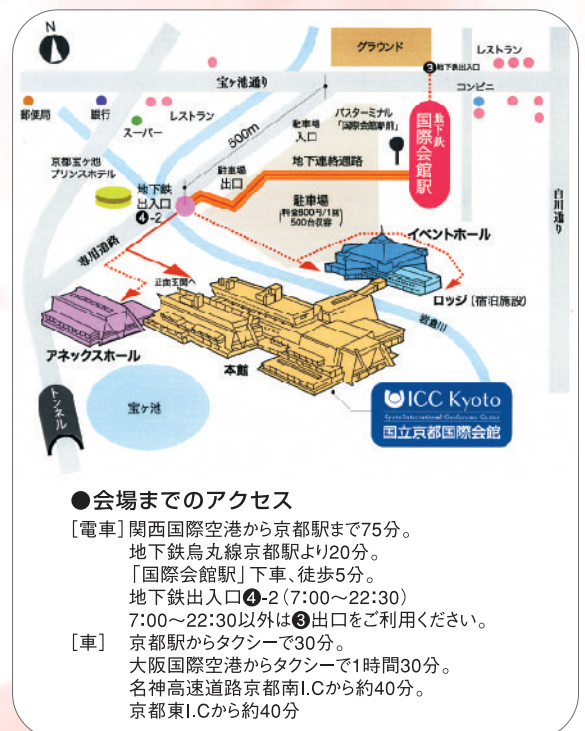 N
グラウンド
レストラン
❸地下鉄出入口
宝ヶ池通り
コンビニ
郵便局
銀行
レストラン
スーパー
500m
駐車場
入口
バスターミナル
「国際会館駅前」
地下鉄
国際会館駅
京都宝ヶ池
プリンスホテル
地下鉄
出入口
❹-2
駐車場
出口
地下連絡通路
駐車場
料金800円/1回
500台収容
白川通り
専用道路
イベントホール
正面玄関へ
ロッジ(宿泊施設)
岩倉川
アネックスホール
本館
トンネル
宝ヶ池
ICC Kyoto
Kyoto International Conference Center
国立京都国際会館
●会場までのアクセス
[電車]関西国際空港から京都駅まで75分。
地下鉄烏丸線京都駅より20分。
「国際会館駅」下車、徒歩5分。
地下鉄出入口❹-2(7:00〜22:30)
7:00〜22:30以外は❸出口をご利用ください。
[車] 京都駅からタクシーで30分。
大阪国際空港からタクシーで1時間30分。
名神高速道路京都南I.Cから約40分。
京都東I.Cから約40分